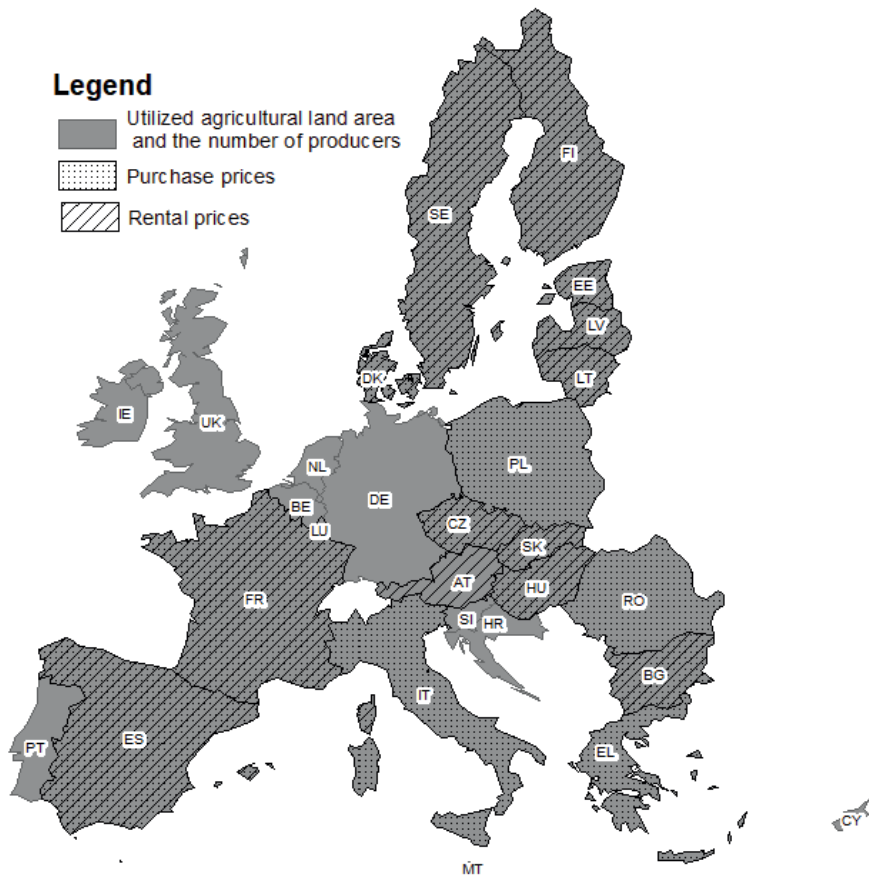 Legend
Utilized agricultural land area
and the number of producers
Purchase prices
Rental prices
FI
SE
EE
LV
LT
DK
IE
UK
NL
PL
DE
BE
LU
CZ
SK
AT
HU
FR
RO
SI
HR
BG
IT
ES
PT
EL
CY
MT